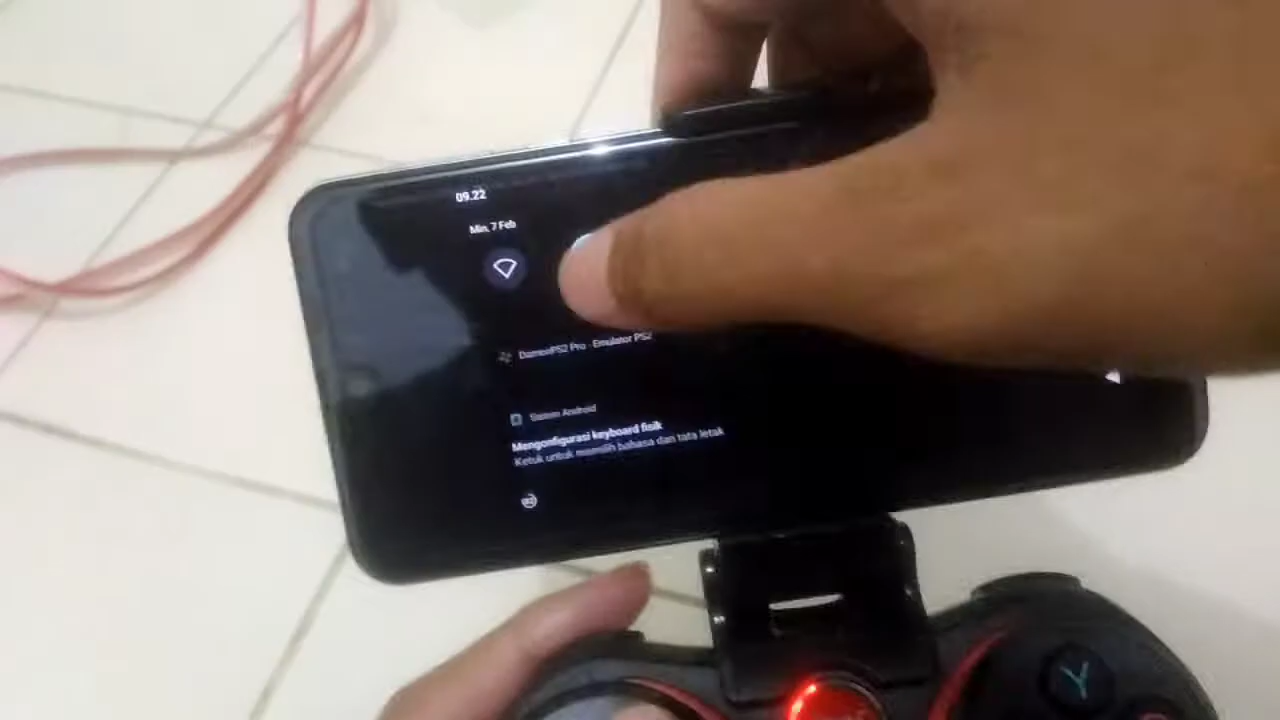 09.22
Min, 7 Feb
DamonPS2 Pro - Emulator PS2
Sistem Android
Mengonfigurasi keyboard fisik
Ketuk untuk memilih bahasa dan tata letak
Y